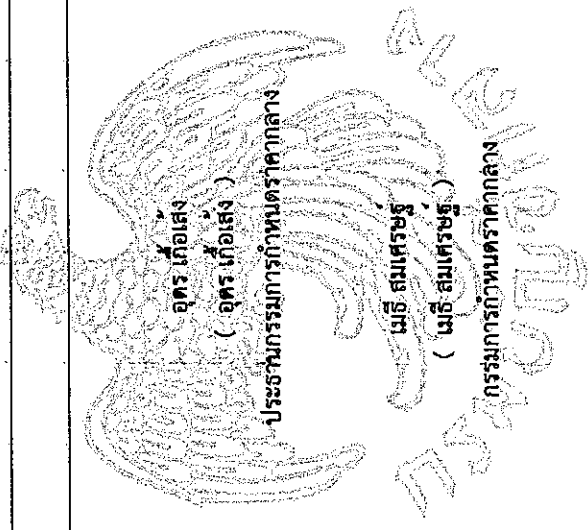 อุดร เกื้อเส้ง
( อุดร เกื้อเส้ง )
ประธานกรรมการกำหนดราคากลาง
เมธี สมเศรษฐ์
( เมธี สมเศรษฐ์ )
กรรมการกำหนดราคากลาง